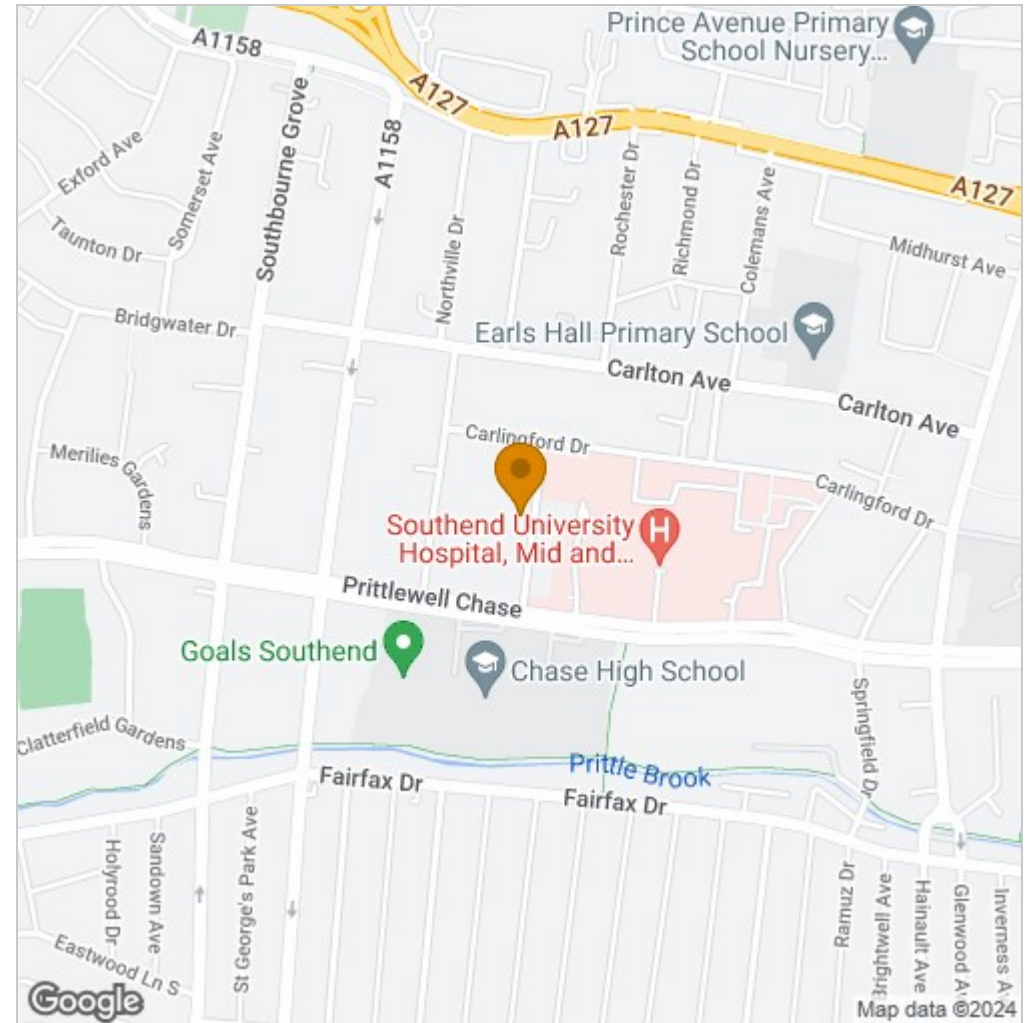 Prince Avenue Primary
School Nursery...
A1158
A127
A127
A127
Southbourne Grove
A1158
Exford Ave
Somerset Ave
Taunton Dr
Northville Dr
Rochester Dr
Richmond Dr
Colemans Ave
Midhurst Ave
Bridgwater Dr
Earls Hall Primary School
Carlton Ave
Carlton Ave
Merilies Gardens
Carlingford Dr
Carlingford Dr
Southend University
Hospital, Mid and...
H
Prittlewell Chase
Goals Southend
Chase High School
Springfield Dr
Clatterfield Gardens
Prittle Brook
Fairfax Dr
Fairfax Dr
Holyrood Dr
Sandown Ave
St George's Park Ave
Ramuz Dr
Brightwell Ave
Hainault Ave
Glenwood Av
Inverness A
Eastwood Ln S
Google
Map data ©2024